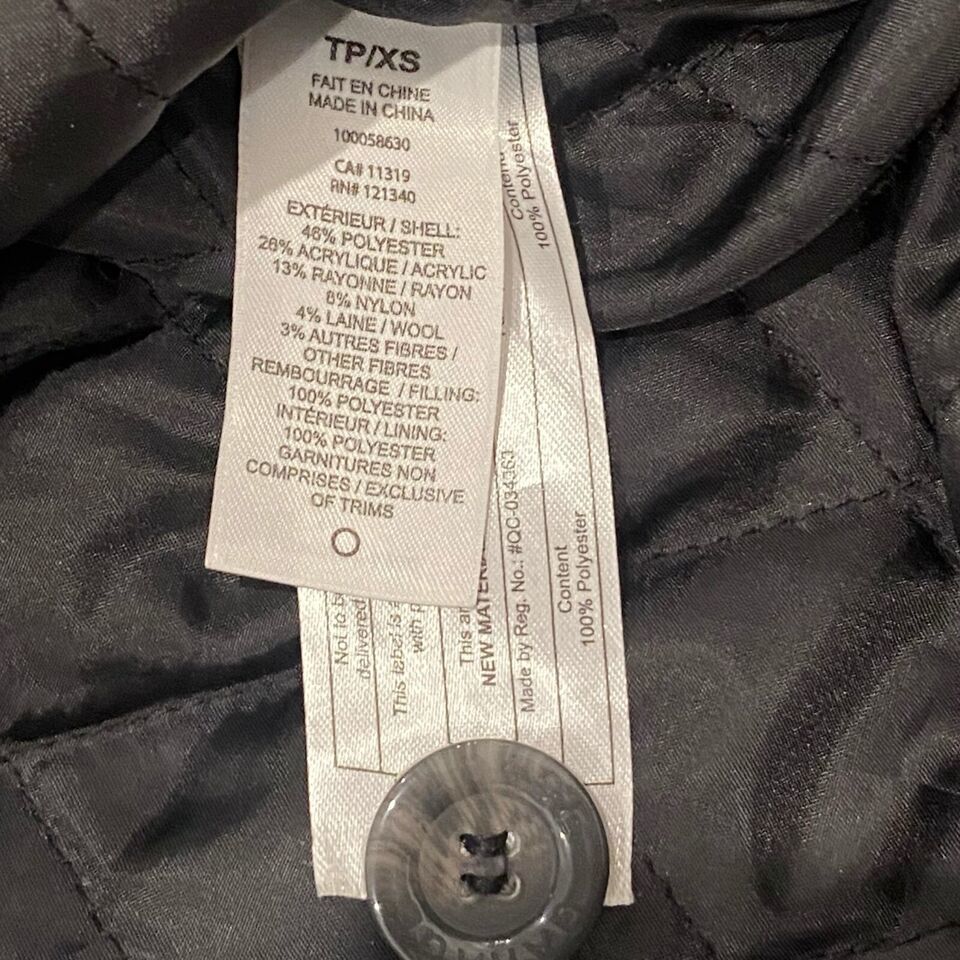 TP/XS
FAIT EN CHINE
MADE IN CHINA
100058630
CA# 11319
RN# 121340
EXTÉRIEUR / SHELL:
46% POLYESTER
26% ACRYLIQUE / ACRYLIC
13% RAYONNE / RAYON
8% NYLON
4% LAINE / WOOL
3% AUTRES FIBRES /
OTHER FIBRES
REMBOURRAGE / FILLING:
100% POLYESTER
INTÉRIEUR / LINING:
100% POLYESTER
GARNITURES NON
COMPRISES / EXCLUSIVE
OF TRIMS
Not to
delivered
This label is
with
This
NEW
Made by Reg. No.: #QC-034363
Content
100% Polyester
Contenu
100% Polyester